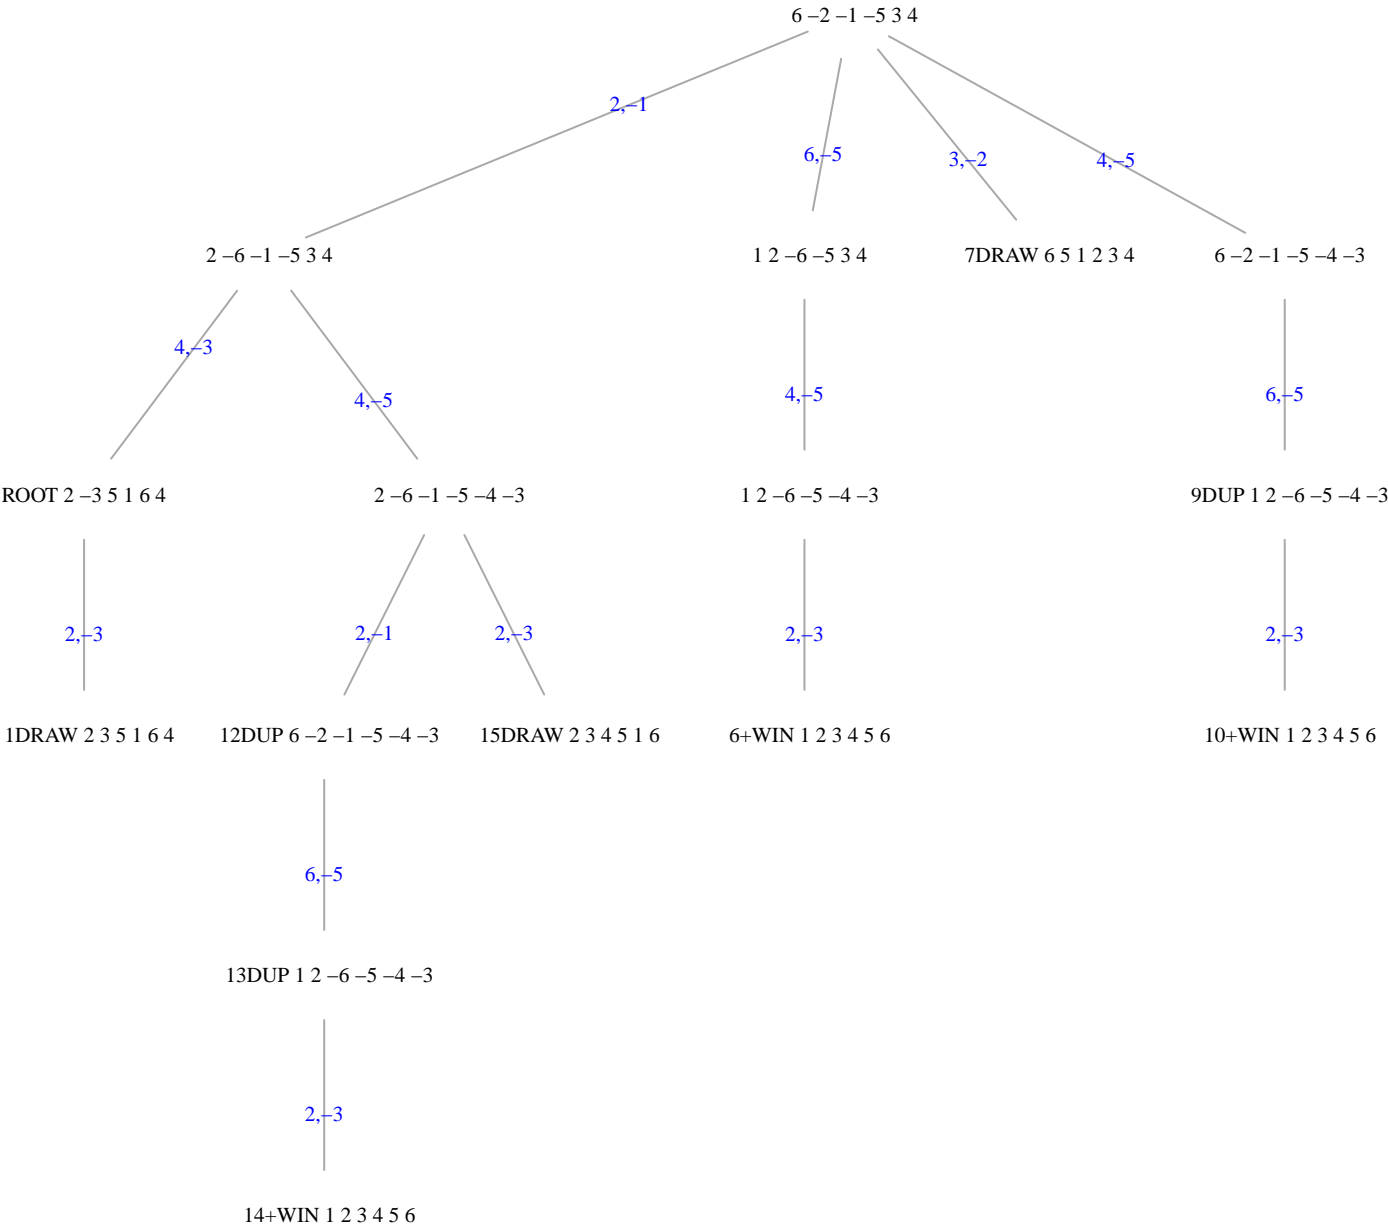 6 –2 –1 –5 3 4
2,–1
6,–5
3,–2
4,–5
2 –6 –1 –5 3 4
1 2 –6 –5 3 4
7DRAW 6 5 1 2 3 4
6 –2 –1 –5 –4 –3
4,–3
4,–5
4,–5
6,–5
ROOT 2 –3 5 1 6 4
2 –6 –1 –5 –4 –3
1 2 –6 –5 –4 –3
9DUP 1 2 –6 –5 –4 –3
2,–3
2,–1
2,–3
2,–3
2,–3
1DRAW 2 3 5 1 6 4
12DUP 6 –2 –1 –5 –4 –3
15DRAW 2 3 4 5 1 6
6+WIN 1 2 3 4 5 6
10+WIN 1 2 3 4 5 6
6,–5
13DUP 1 2 –6 –5 –4 –3
2,–3
14+WIN 1 2 3 4 5 6